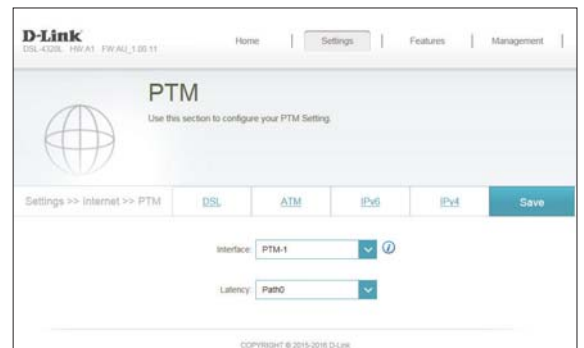 D-Link
DSL-4320L HW:A1 FW:AU_1.00.11
Home | Settings | Features | Management |
PTM
Use this section to configure your PTM Setting.
Settings >> Internet >> PTM DSL ATM IPv6 IPv4 Save
Interface: PTM-1
Latency: Path0
COPYRIGHT © 2015-2016 D-Link